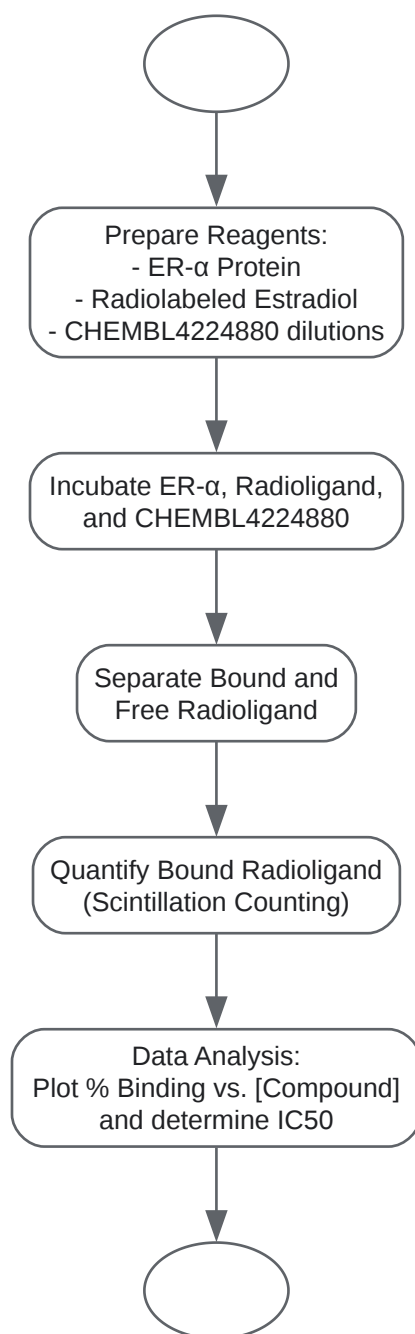 Prepare Reagents:
- ER-α Protein
- Radiolabeled Estradiol
- CHEMBL4224880 dilutions
Incubate ER-α, Radioligand,
and CHEMBL4224880
Separate Bound and
Free Radioligand
Quantify Bound Radioligand
(Scintillation Counting)
Data Analysis:
Plot % Binding vs. [Compound]
and determine IC50